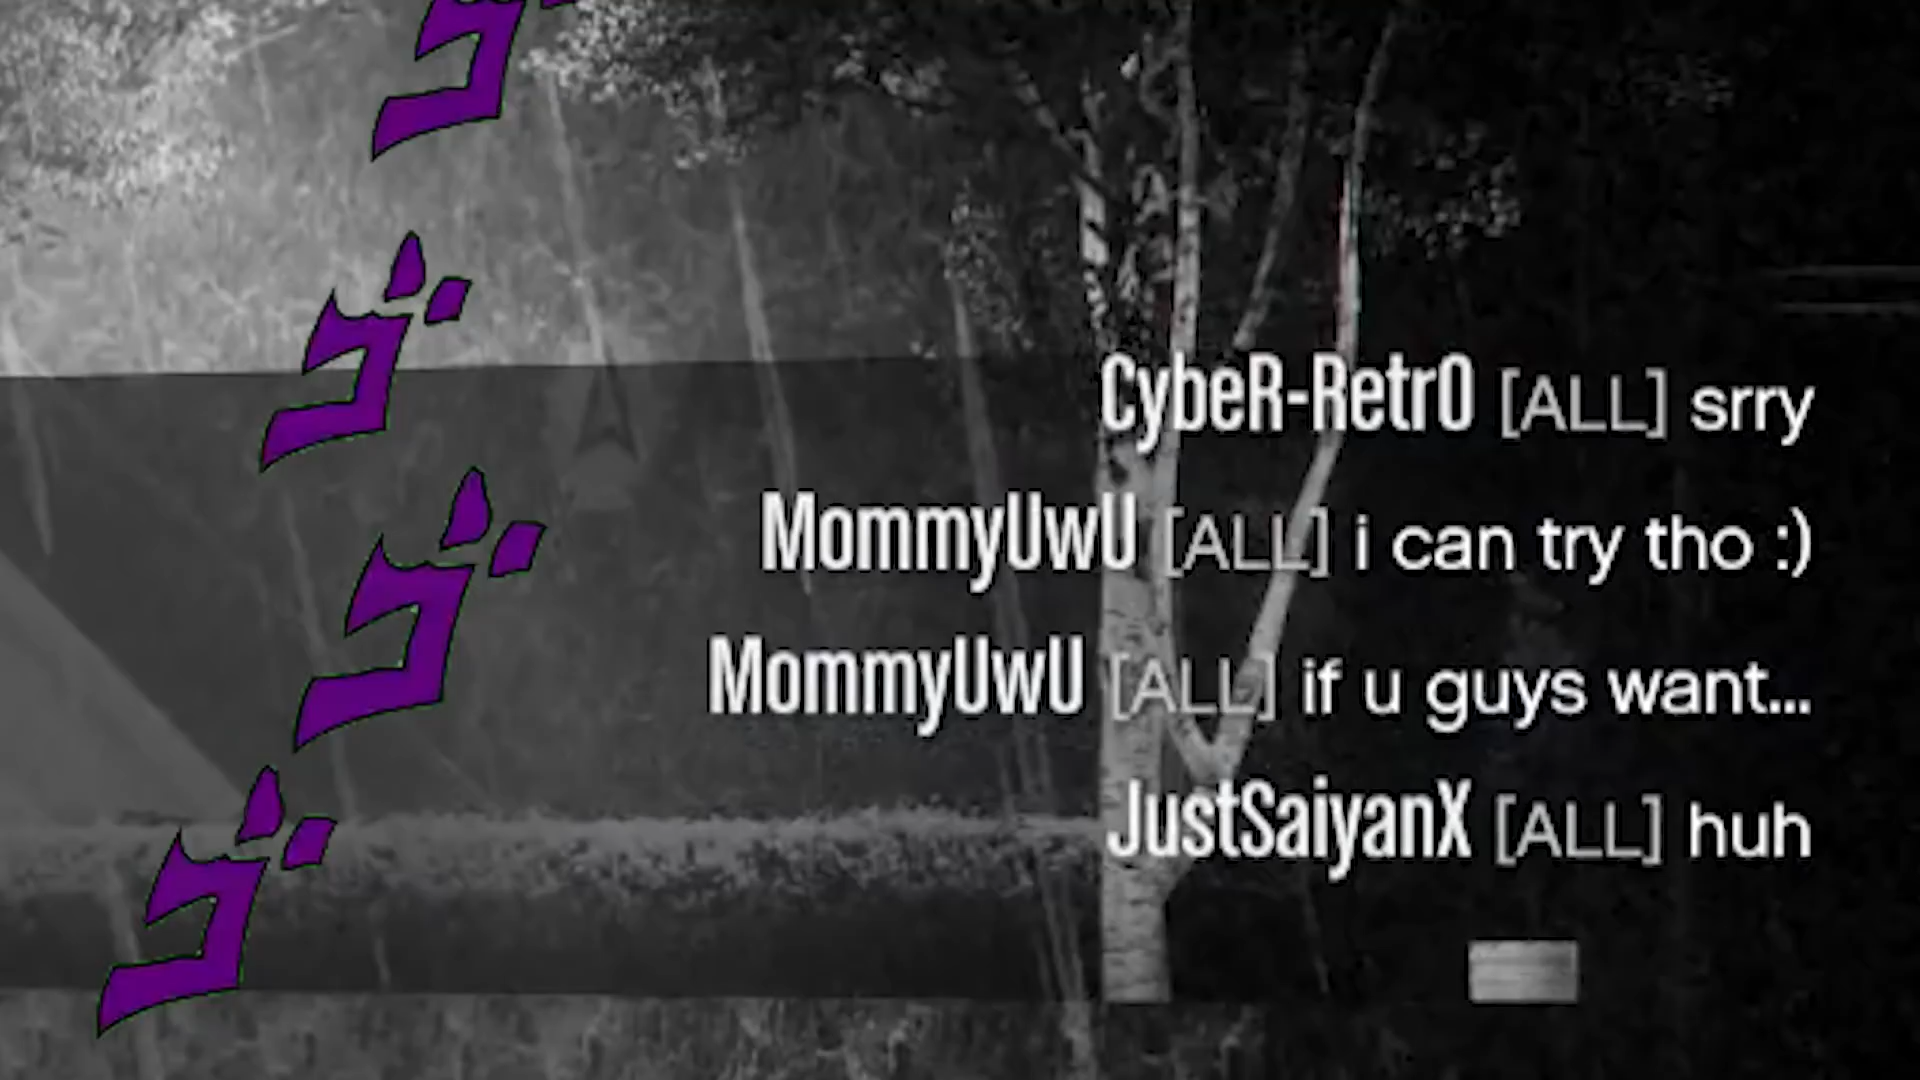 ゴ
ゴ
ゴ
ゴ
CybeR-Retr0 [ALL] srry
MommyUwU [ALL] i can try tho :)
MommyUwU [ALL] if u guys want...
JustSaiyanX [ALL] huh